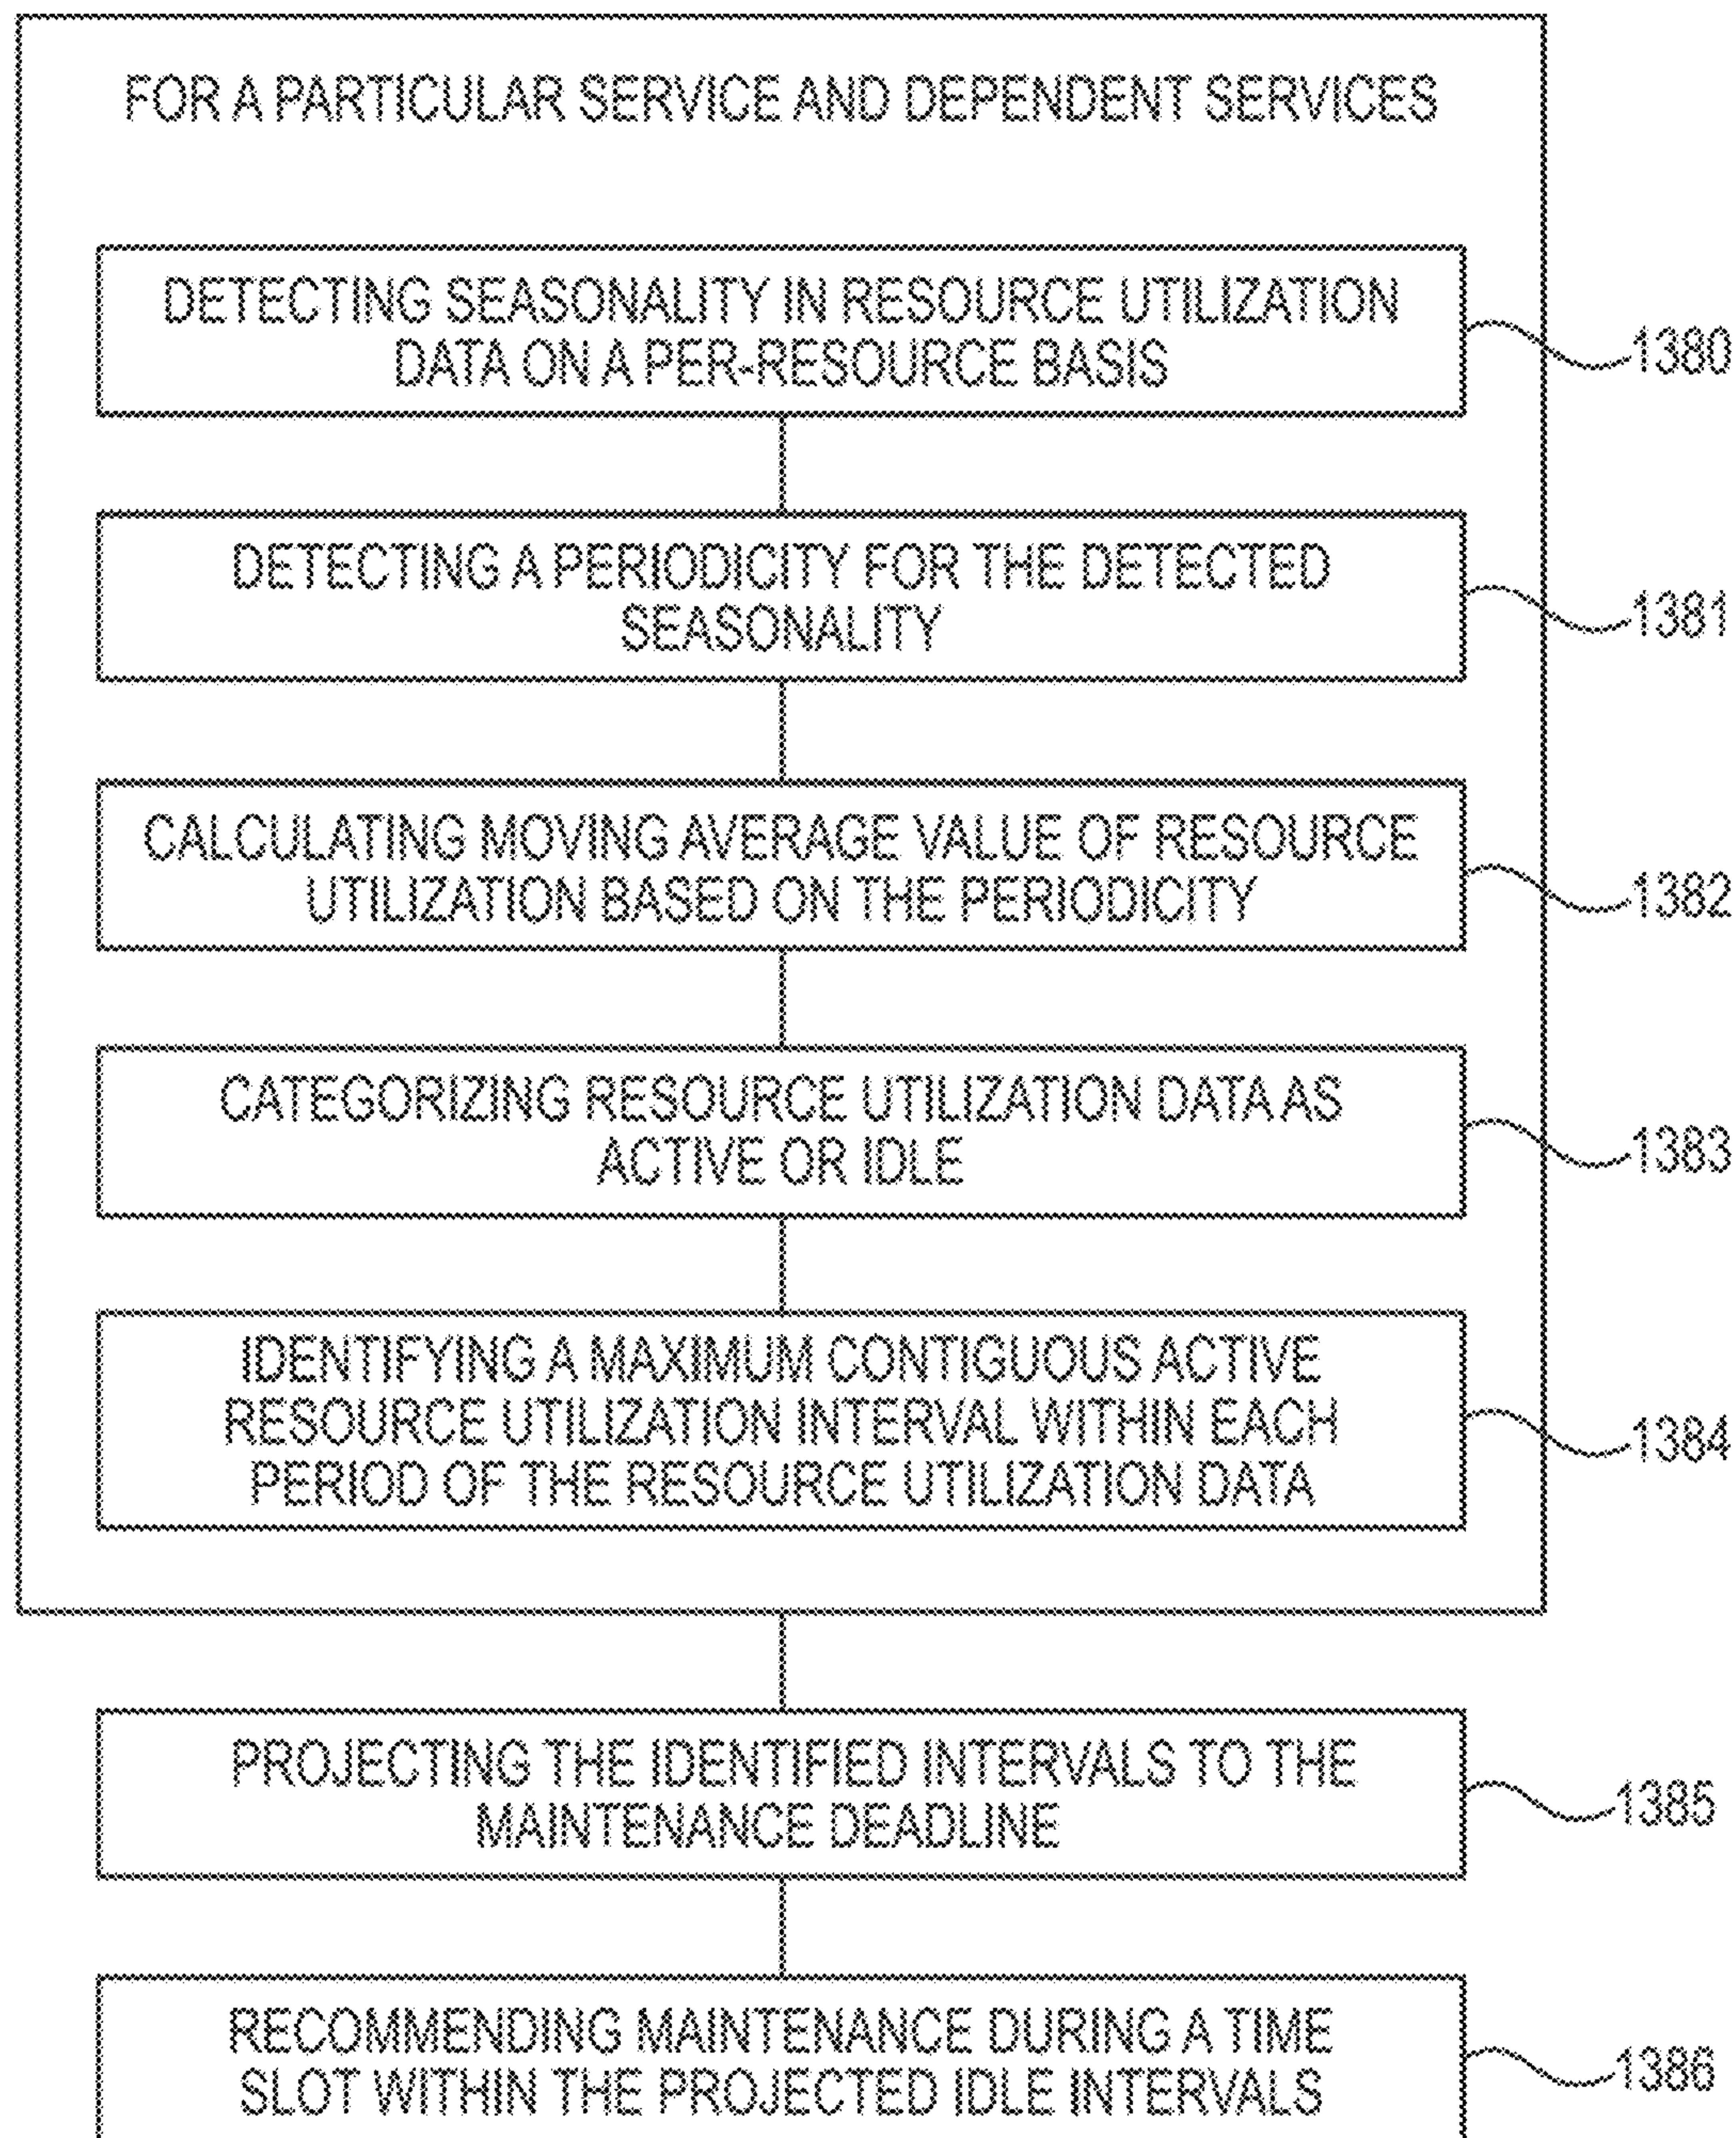 FOR A PARTICULAR SERVICE AND DEPENDENT SERVICES
DETECTING SEASONALITY IN RESOURCE UTILIZATION
DATA ON A PER-RESOURCE BASIS
1380
DETECTING A PERIODICITY FOR THE DETECTED
SEASONALITY
1381
CALCULATING MOVING AVERAGE VALUE OF RESOURCE
UTILIZATION BASED ON THE PERIODICITY
1382
CATEGORIZING RESOURCE UTILIZATION DATA AS
ACTIVE OR IDLE
1383
IDENTIFYING A MAXIMUM CONTIGUOUS ACTIVE
RESOURCE UTILIZATION INTERVAL WITHIN EACH
PERIOD OF THE RESOURCE UTILIZATION DATA
1384
PROJECTING THE IDENTIFIED INTERVALS TO THE
MAINTENANCE DEADLINE
1385
RECOMMENDING MAINTENANCE DURING A TIME
SLOT WITHIN THE PROJECTED IDLE INTERVALS
1386